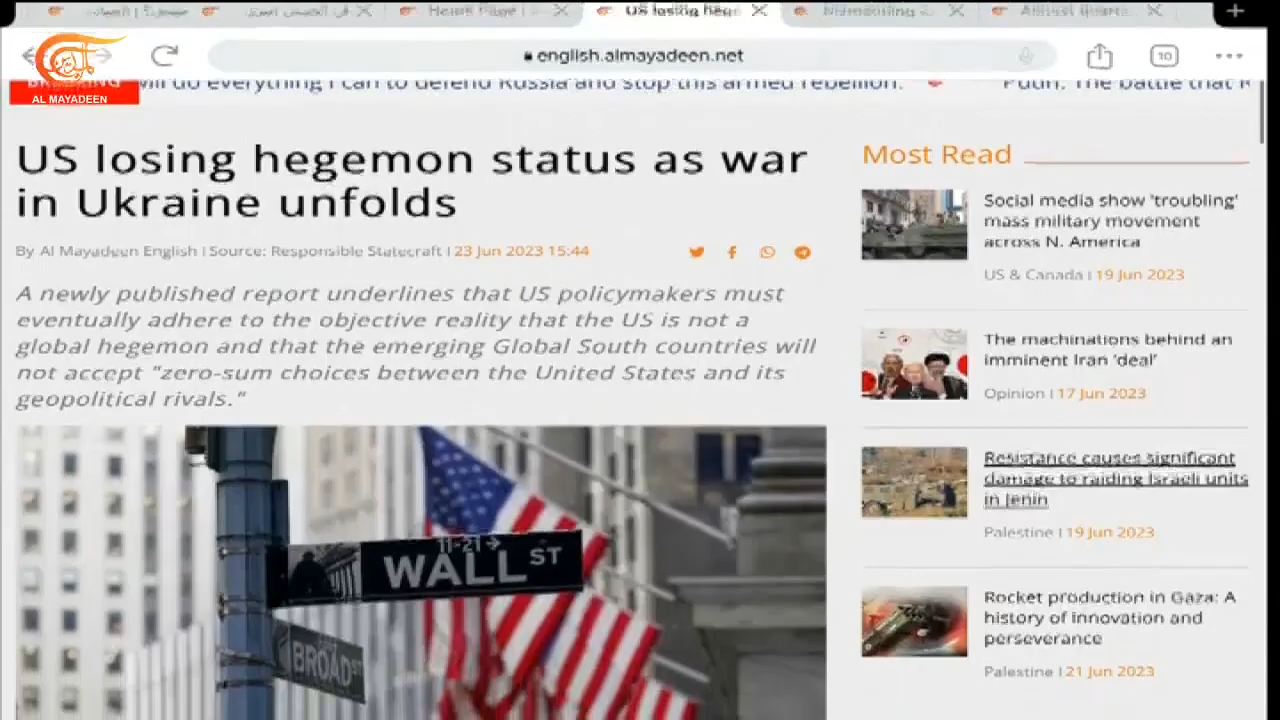 US losing hege
english.almayadeen.net
10
AL MAYADEEN
will do everything I can to defend Russia and stop this armed rebellion.
Putin: The battle that
US losing hegemon status as war
in Ukraine unfolds
By Al Mayadeen English | Source: Responsible Statecraft | 23 Jun 2023 15:44
A newly published report underlines that US policymakers must
eventually adhere to the objective reality that the US is not a
global hegemon and that the emerging Global South countries will
not accept "zero-sum choices between the United States and its
geopolitical rivals."
11-21→
WALL ST
BROAD ST
Most Read
Social media show 'troubling'
mass military movement
across N. America
US & Canada | 19 Jun 2023
The machinations behind an
imminent Iran 'deal'
Opinion | 17 Jun 2023
Resistance causes significant
damage to raiding Israeli units
in Jenin
Palestine | 19 Jun 2023
Rocket production in Gaza: A
history of innovation and
perseverance
Palestine | 21 Jun 2023